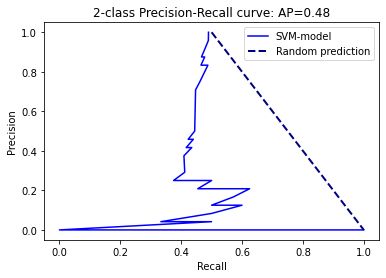 2-class Precision-Recall curve: AP=0.48
SVM-model
Random prediction
Precision
1.0
0.8
0.6
0.4
0.2
0.0
0.0 0.2 0.4 0.6 0.8 1.0
Recall